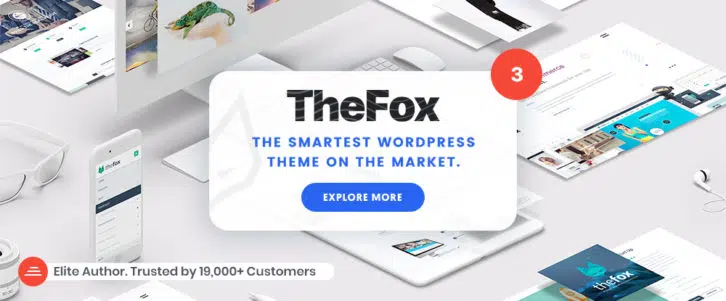 3
TheFox
THE SMARTEST WORDPRESS
THEME ON THE MARKET.
EXPLORE MORE
thefox
Elite Author. Trusted by 19,000+ Customers
thefox